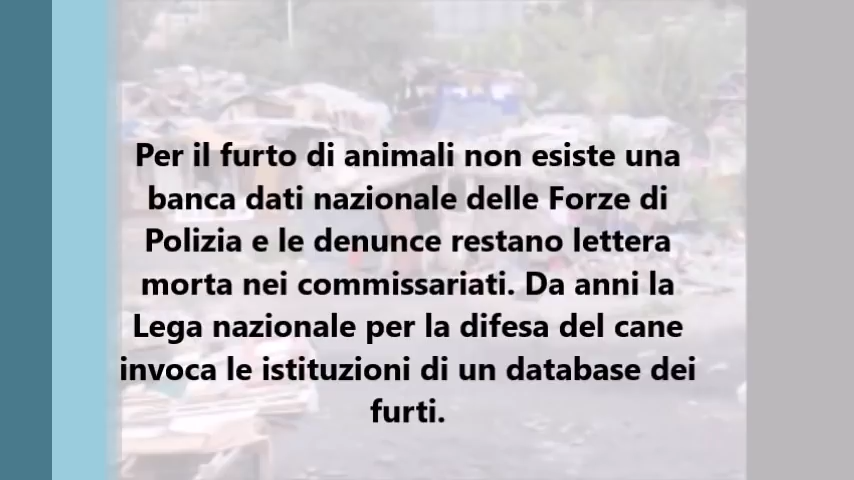 Per il furto di animali non esiste una
banca dati nazionale delle Forze di
Polizia e le denunce restano lettera
morta nei commissariati. Da anni la
Lega nazionale per la difesa del cane
invoca le istituzioni di un database dei
furti.